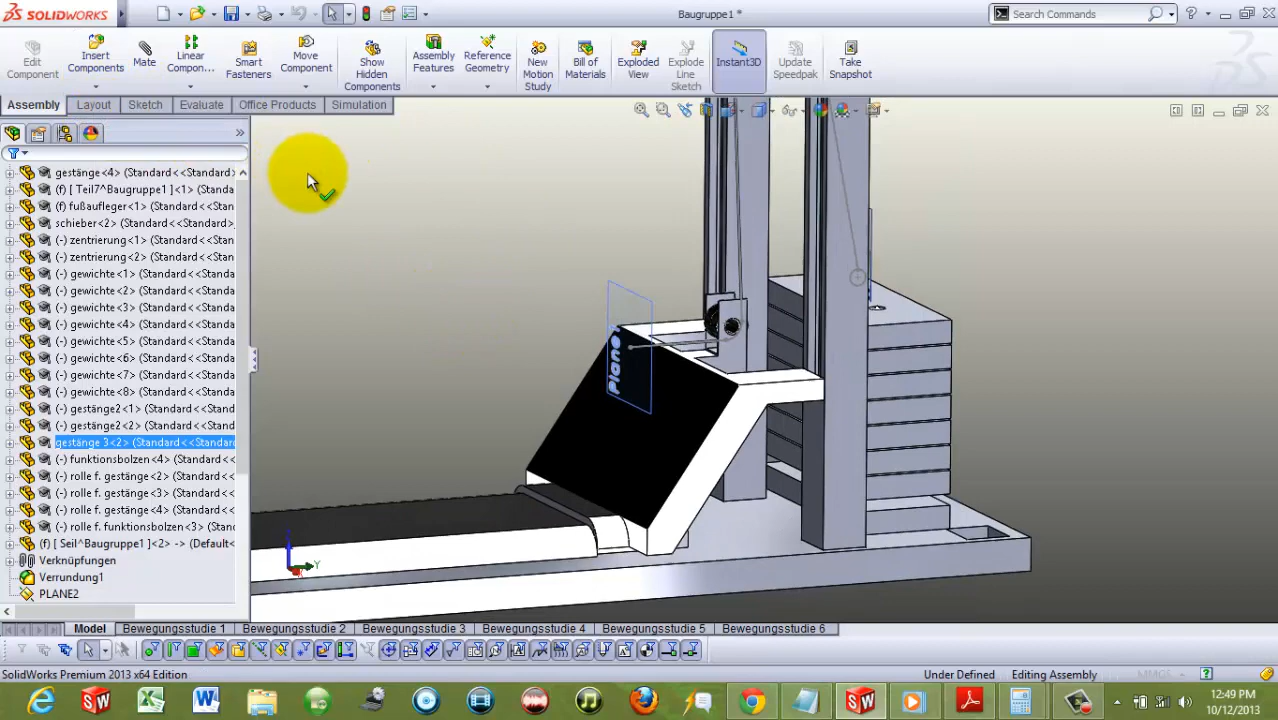 SOLIDWORKS
Baugruppe1 *
Search Commands
Edit Component
Insert Components
Mate
Linear Compon...
Smart Fasteners
Move Component
Show Hidden Components
Assembly Features
Reference Geometry
New Motion Study
Bill of Materials
Exploded View
Explode Line Sketch
Instant3D
Update Speedpak
Take Snapshot
Assembly
Layout
Sketch
Evaluate
Office Products
Simulation
gestänge<4> (Standard<<Standard
(f) [ Teil7^Baugruppe1 ]<1> (Standa
(f) fußaufleger<1> (Standard<<Stan
schieber<2> (Standard<<Standard>
(-) zentrierung<1> (Standard<<Stan
(-) zentrierung<2> (Standard<<Stan
(-) gewichte<1> (Standard<<Standa
(-) gewichte<2> (Standard<<Standa
(-) gewichte<3> (Standard<<Standa
(-) gewichte<4> (Standard<<Standa
(-) gewichte<5> (Standard<<Standa
(-) gewichte<6> (Standard<<Standa
(-) gewichte<7> (Standard<<Standa
(-) gewichte<8> (Standard<<Standa
(-) gestänge2<1> (Standard<<Stand
(-) gestänge2<2> (Standard<<Stand
gestänge 3<2> (Standard<<Standard
(-) funktionsbolzen<4> (Standard<
(-) rolle f. gestänge<2> (Standard<<
(-) rolle f. gestänge<3> (Standard<<
(-) rolle f. gestänge<4> (Standard<<
(-) rolle f. funktionsbolzen<3> (Stan
(f) [ Seil^Baugruppe1 ]<2> -> (Default<
Verknüpfungen
Verrundung1
PLANE2
Y
Model
Bewegungsstudie 1
Bewegungsstudie 2
Bewegungsstudie 3
Bewegungsstudie 4
Bewegungsstudie 5
Bewegungsstudie 6
SolidWorks Premium 2013 x64 Edition
Under Defined
Editing Assembly
MMGS
12:49 PM
10/12/2013